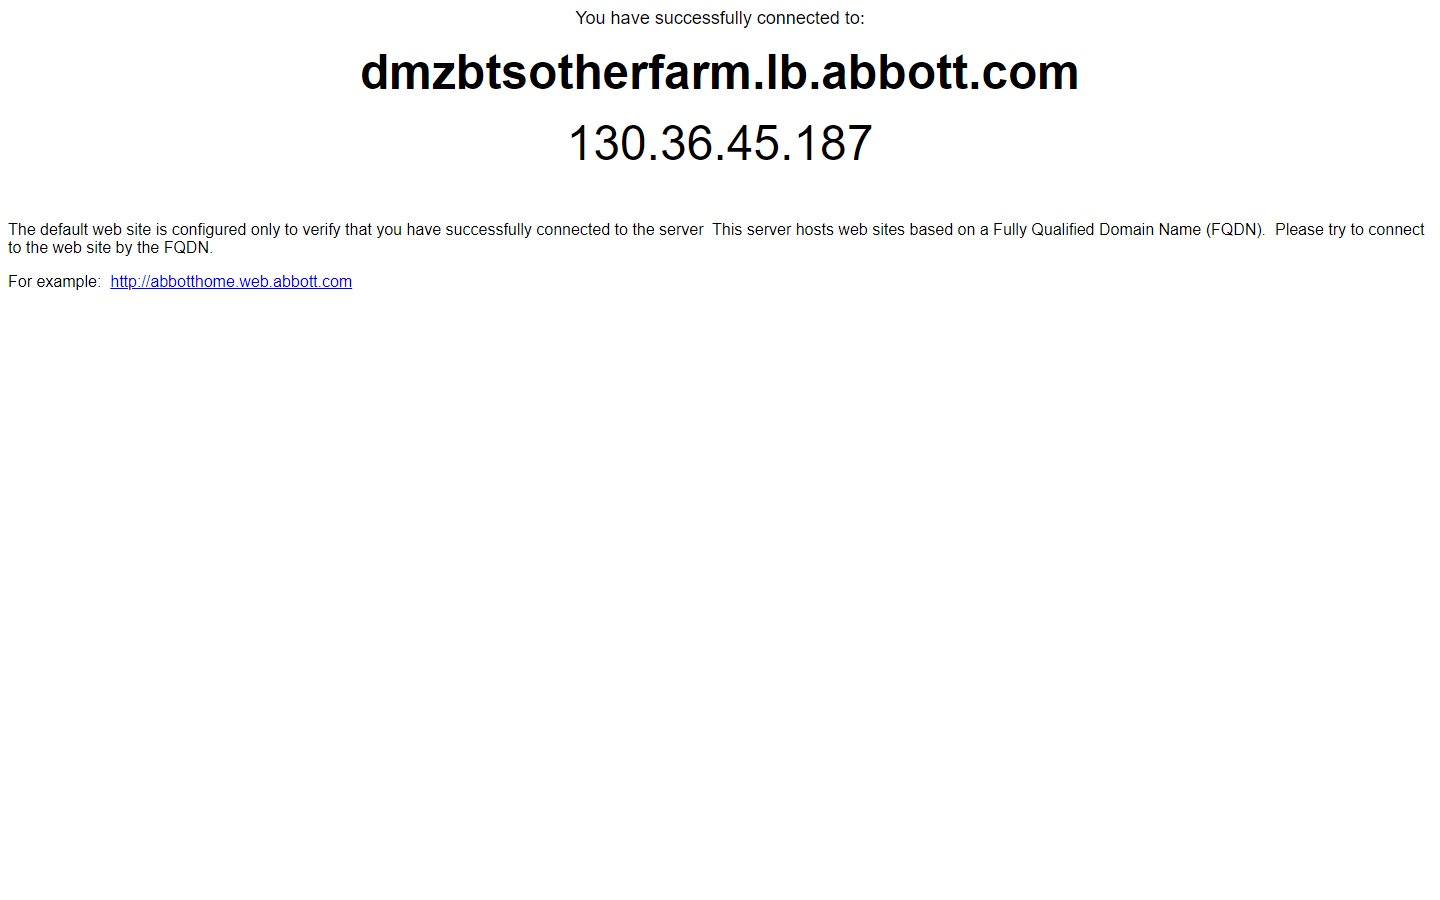 You have successfully connected to:
dmzbtsotherfarm.lb.abbott.com
130.36.45.187
The default web site is configured only to verify that you have successfully connected to the server  This server hosts web sites based on a Fully Qualified Domain Name (FQDN).  Please try to connect
to the web site by the FQDN.
For example:  http://abbotthome.web.abbott.com